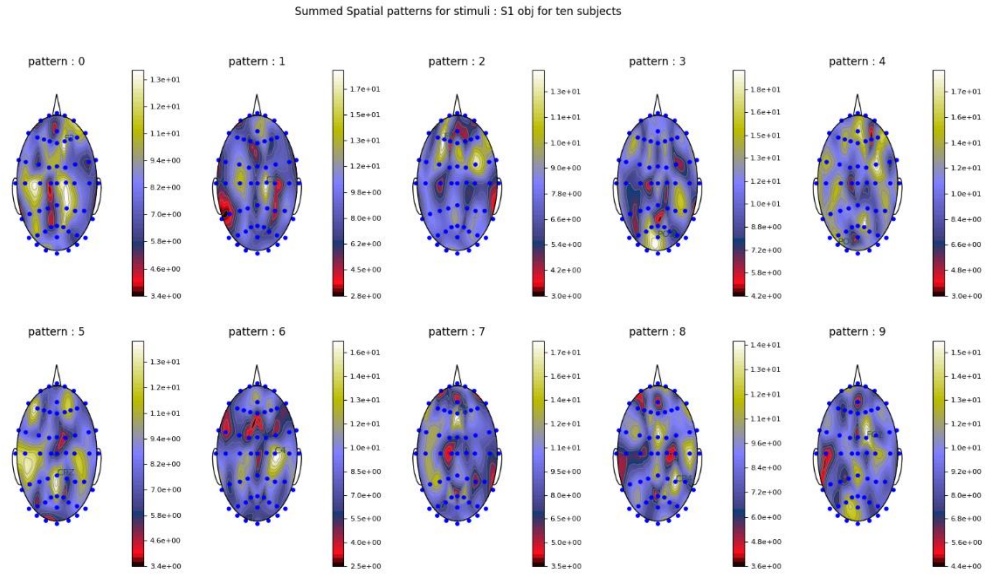 Summed Spatial patterns for stimuli : S1 obj for ten subjects
pattern : 0
pattern : 1
pattern : 2
pattern : 3
pattern : 4
1.3e+01
1.2e+01
1.1e+01
9.4e+00
8.2e+00
7.0e+00
5.8e+00
4.6e+00
3.4e+00
1.7e+01
1.5e+01
1.3e+01
1.2e+01
9.8e+00
8.0e+00
6.3e+00
4.5e+00
2.8e+00
1.3e+01
1.1e+01
1.0e+01
9.0e+00
7.8e+00
6.6e+00
5.4e+00
4.2e+00
3.0e+00
1.8e+01
1.6e+01
1.5e+01
1.3e+01
1.2e+01
1.0e+01
8.8e+00
7.2e+00
5.8e+00
4.2e+00
1.7e+01
1.6e+01
1.4e+01
1.2e+01
1.0e+01
8.4e+00
6.6e+00
4.8e+00
3.0e+00
pattern : 5
pattern : 6
pattern : 7
pattern : 8
pattern : 9
1.3e+01
1.2e+01
1.1e+01
9.4e+00
8.2e+00
7.0e+00
5.8e+00
4.6e+00
3.4e+00
1.6e+01
1.4e+01
1.2e+01
1.0e+01
8.5e+00
7.0e+00
5.5e+00
4.0e+00
2.5e+00
1.6e+01
1.4e+01
1.3e+01
1.1e+01
9.5e+00
8.0e+00
6.5e+00
5.0e+00
3.5e+00
1.4e+01
1.3e+01
1.2e+01
1.1e+01
9.6e+00
8.4e+00
7.2e+00
6.0e+00
4.8e+00
3.6e+00
1.5e+01
1.4e+01
1.3e+01
1.2e+01
1.0e+01
9.2e+00
8.0e+00
6.8e+00
5.6e+00
4.4e+00